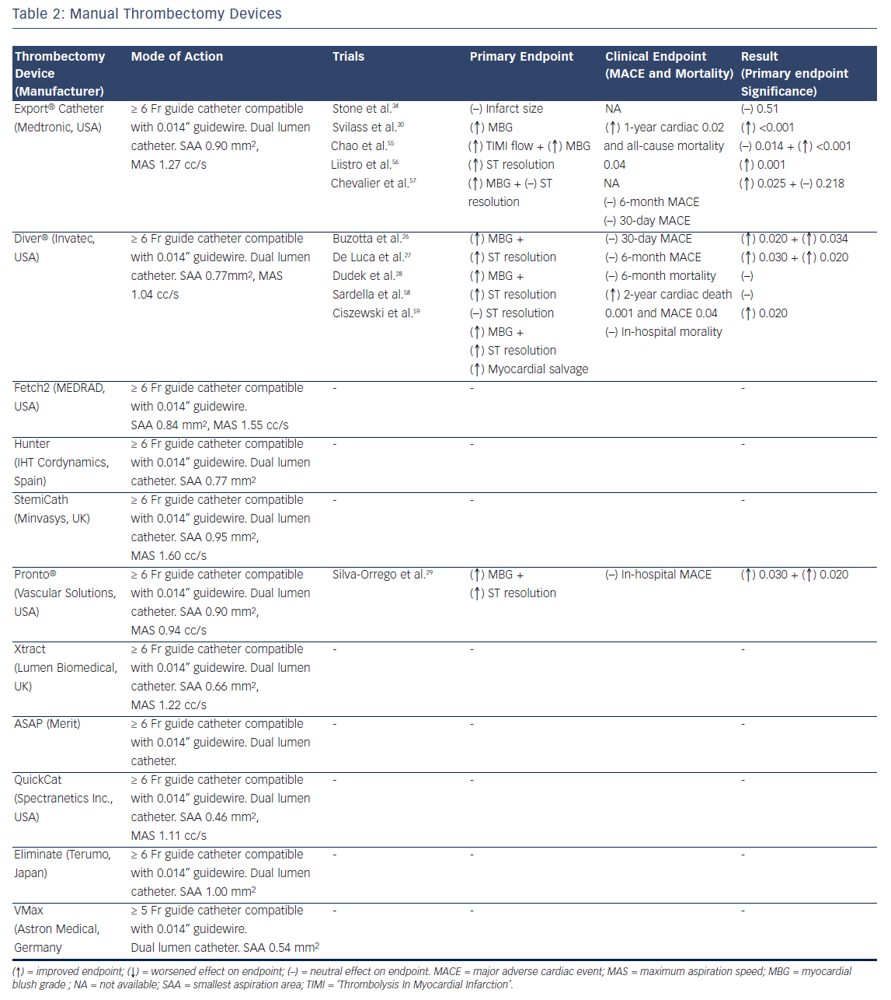 Table 2: Manual Thrombectomy Devices
Thrombectomy Device (Manufacturer)
Mode of Action
Trials
Primary Endpoint
Clinical Endpoint (MACE and Mortality)
Result (Primary endpoint Significance)
Export® Catheter
(Medtronic, USA)
≥ 6 Fr guide catheter compatible
with 0.014” guidewire. Dual lumen
catheter. SAA 0.90 mm²,
MAS 1.27 cc/s
Stone et al.³⁴
Svilass et al.³⁰
Chao et al.⁵⁵
Liistro et al.⁵⁶
Chevalier et al.⁵⁷
(–) Infarct size
(↑) MBG
(↑) TIMI flow + (↑) MBG
(↑) ST resolution
(↑) MBG + (–) ST
resolution
NA
(↑) 1-year cardiac 0.02
and all-cause mortality
0.04
NA
(–) 6-month MACE
(–) 30-day MACE
(–) 0.51
(↑) <0.001
(–) 0.014 + (↑) <0.001
(↑) 0.001
(↑) 0.025 + (–) 0.218
Diver® (Invatec,
USA)
≥ 6 Fr guide catheter compatible
with 0.014” guidewire. Dual lumen
catheter. SAA 0.77mm², MAS
1.04 cc/s
Buzotta et al.²⁶
De Luca et al.²⁷
Dudek et al.²⁸
Sardella et al.⁵⁸
Ciszewski et al.⁵⁹
(↑) MBG +
(↑) ST resolution
(↑) MBG +
(↑) ST resolution
(–) ST resolution
(↑) MBG +
(↑) ST resolution
(↑) Myocardial salvage
(–) 30-day MACE
(–) 6-month MACE
(–) 6-month mortality
(↑) 2-year cardiac death
0.001 and MACE 0.04
(–) In-hospital morality
(↑) 0.020 + (↑) 0.034
(↑) 0.030 + (↑) 0.020
(–)
(–)
(↑) 0.020
Fetch2 (MEDRAD,
USA)
≥ 6 Fr guide catheter compatible
with 0.014” guidewire.
SAA 0.84 mm², MAS 1.55 cc/s
-
-
-
Hunter
(IHT Cordynamics,
Spain)
≥ 6 Fr guide catheter compatible
with 0.014” guidewire. Dual lumen
catheter. SAA 0.77 mm²
-
-
-
StemiCath
(Minvasys, UK)
≥ 6 Fr guide catheter compatible
with 0.014” guidewire. Dual lumen
catheter. SAA 0.95 mm²,
MAS 1.60 cc/s
-
-
-
Pronto®
(Vascular Solutions,
USA)
≥ 6 Fr guide catheter compatible
with 0.014” guidewire. Dual lumen
catheter. SAA 0.90 mm²,
MAS 0.94 cc/s
Silva-Orrego et al.²⁹
(↑) MBG +
(↑) ST resolution
(–) In-hospital MACE
(↑) 0.030 + (↑) 0.020
Xtract
(Lumen Biomedical,
UK)
≥ 6 Fr guide catheter compatible
with 0.014” guidewire. Dual lumen
catheter. SAA 0.66 mm²,
MAS 1.22 cc/s
-
-
-
ASAP (Merit)
≥ 6 Fr guide catheter compatible
with 0.014” guidewire. Dual lumen
catheter.
-
-
-
QuickCat
(Spectranetics Inc.,
USA)
≥ 6 Fr guide catheter compatible
with 0.014” guidewire. Dual lumen
catheter. SAA 0.46 mm²,
MAS 1.11 cc/s
-
-
-
Eliminate (Terumo,
Japan)
≥ 6 Fr guide catheter compatible
with 0.014” guidewire. Dual lumen
catheter. SAA 1.00 mm²
-
-
-
VMax
(Astron Medical,
Germany
≥ 5 Fr guide catheter compatible
with 0.014” guidewire.
Dual lumen catheter. SAA 0.54 mm²
-
-
-
(↑) = improved endpoint; (↓) = worsened effect on endpoint; (–) = neutral effect on endpoint. MACE = major adverse cardiac event; MAS = maximum aspiration speed; MBG = myocardial
blush grade ; NA = not available; SAA = smallest aspiration area; TIMI = ‘Thrombolysis In Myocardial Infarction’.